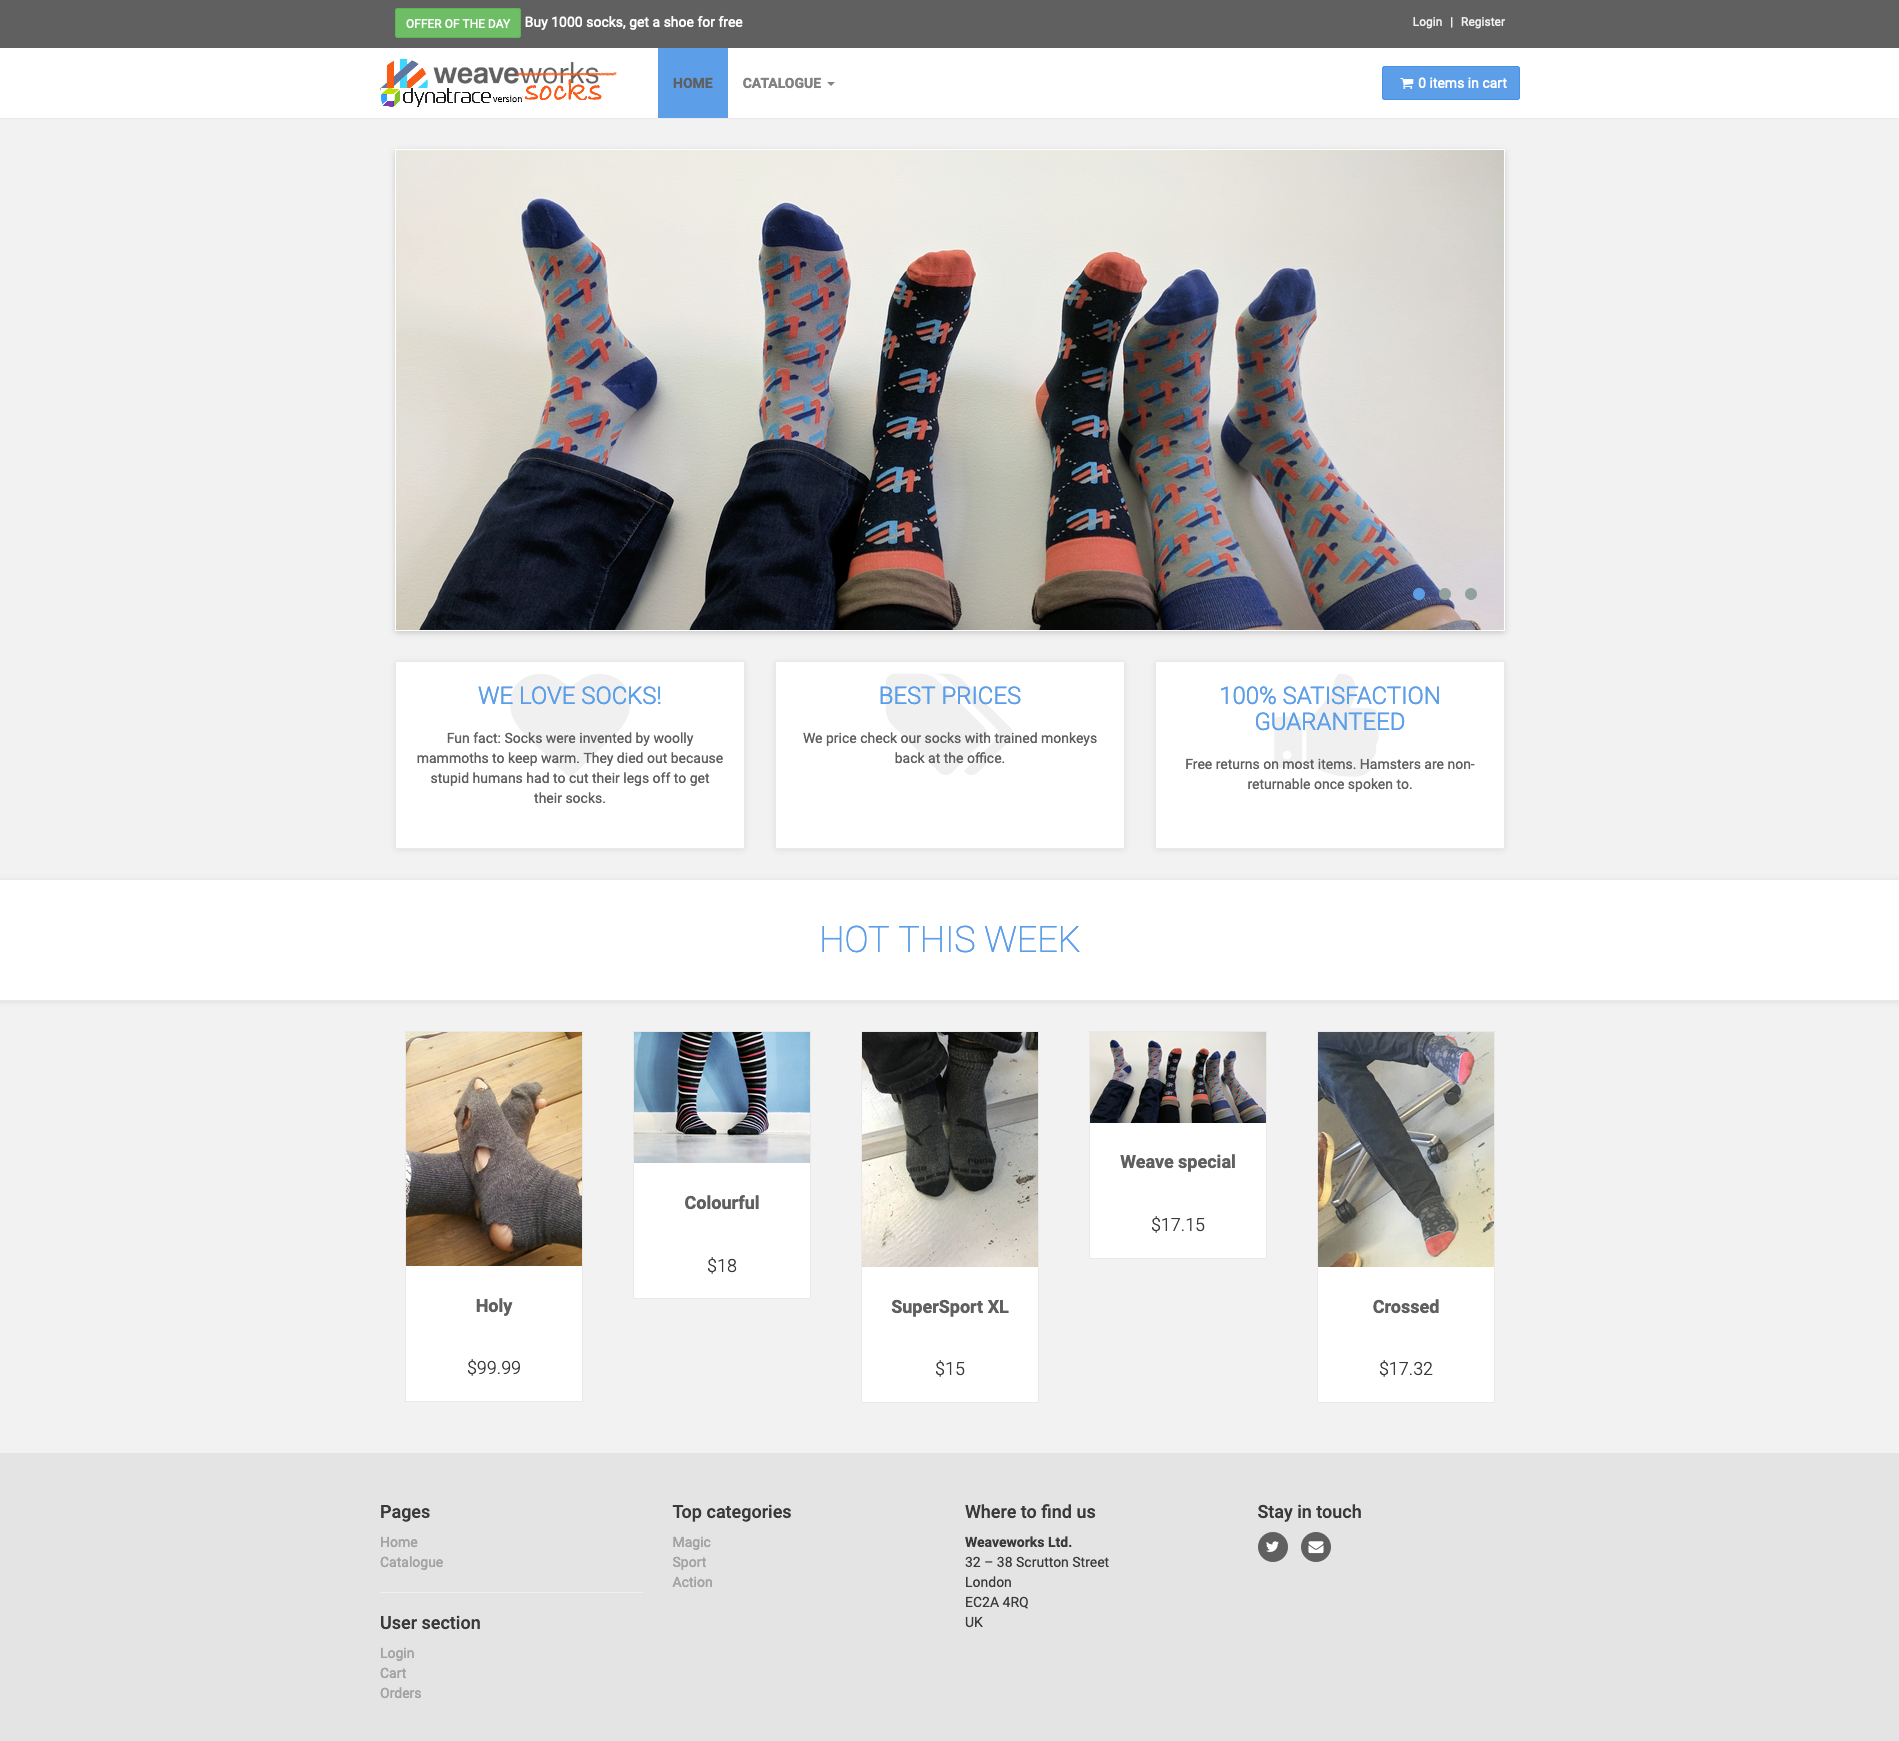 OFFER OF THE DAY Buy 1000 socks, get a shoe for free
Login | Register
weaveworks
socks
dynatrace version
HOME
CATALOGUE
0 items in cart
WE LOVE SOCKS!
Fun fact: Socks were invented by woolly
mammoths to keep warm. They died out because
stupid humans had to cut their legs off to get
their socks.
BEST PRICES
We price check our socks with trained monkeys
back at the office.
100% SATISFACTION
GUARANTEED
Free returns on most items. Hamsters are non-
returnable once spoken to.
HOT THIS WEEK
Holy
$99.99
Colourful
$18
SuperSport XL
$15
Weave special
$17.15
Crossed
$17.32
Pages
Home
Catalogue
User section
Login
Cart
Orders
Top categories
Magic
Sport
Action
Where to find us
Weaveworks Ltd.
32 – 38 Scrutton Street
London
EC2A 4RQ
UK
Stay in touch